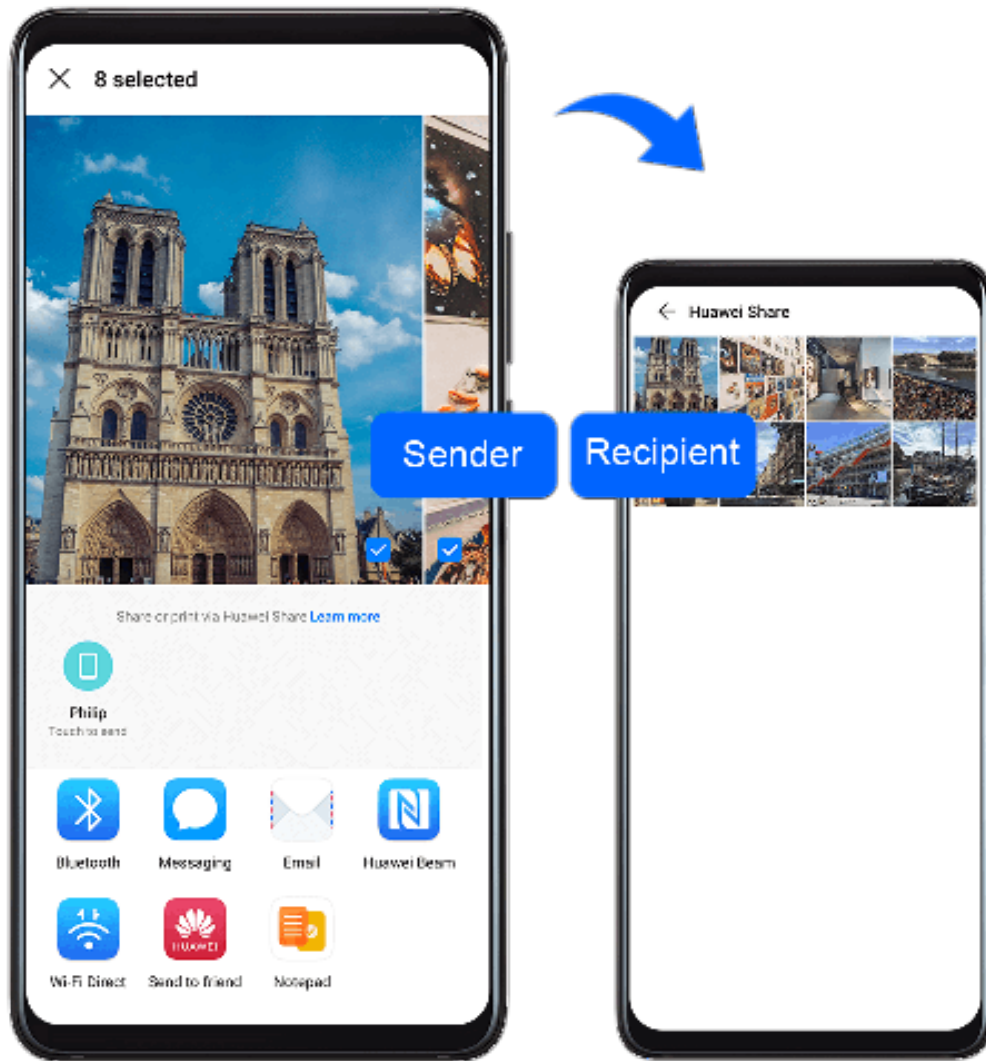 8 selected
Sender
Share or print via Huawei Share Learn more
Philip
Touch to send
Bluetooth
Messaging
Email
Huawei Beam
Wi-Fi Direct
HUAWEI
Send to friend
Notepad
Huawei Share
Recipient